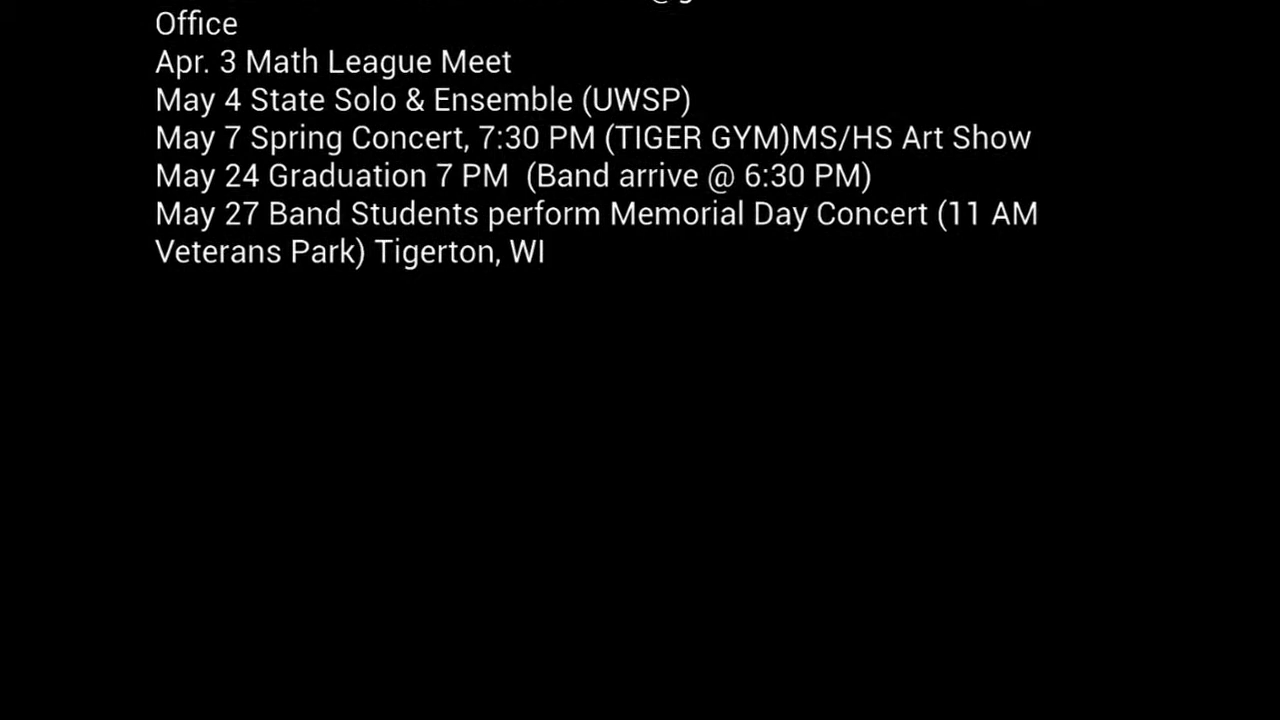 Office
Apr. 3 Math League Meet
May 4 State Solo & Ensemble (UWSP)
May 7 Spring Concert, 7:30 PM (TIGER GYM)MS/HS Art Show
May 24 Graduation 7 PM  (Band arrive @ 6:30 PM)
May 27 Band Students perform Memorial Day Concert (11 AM
Veterans Park) Tigerton, WI